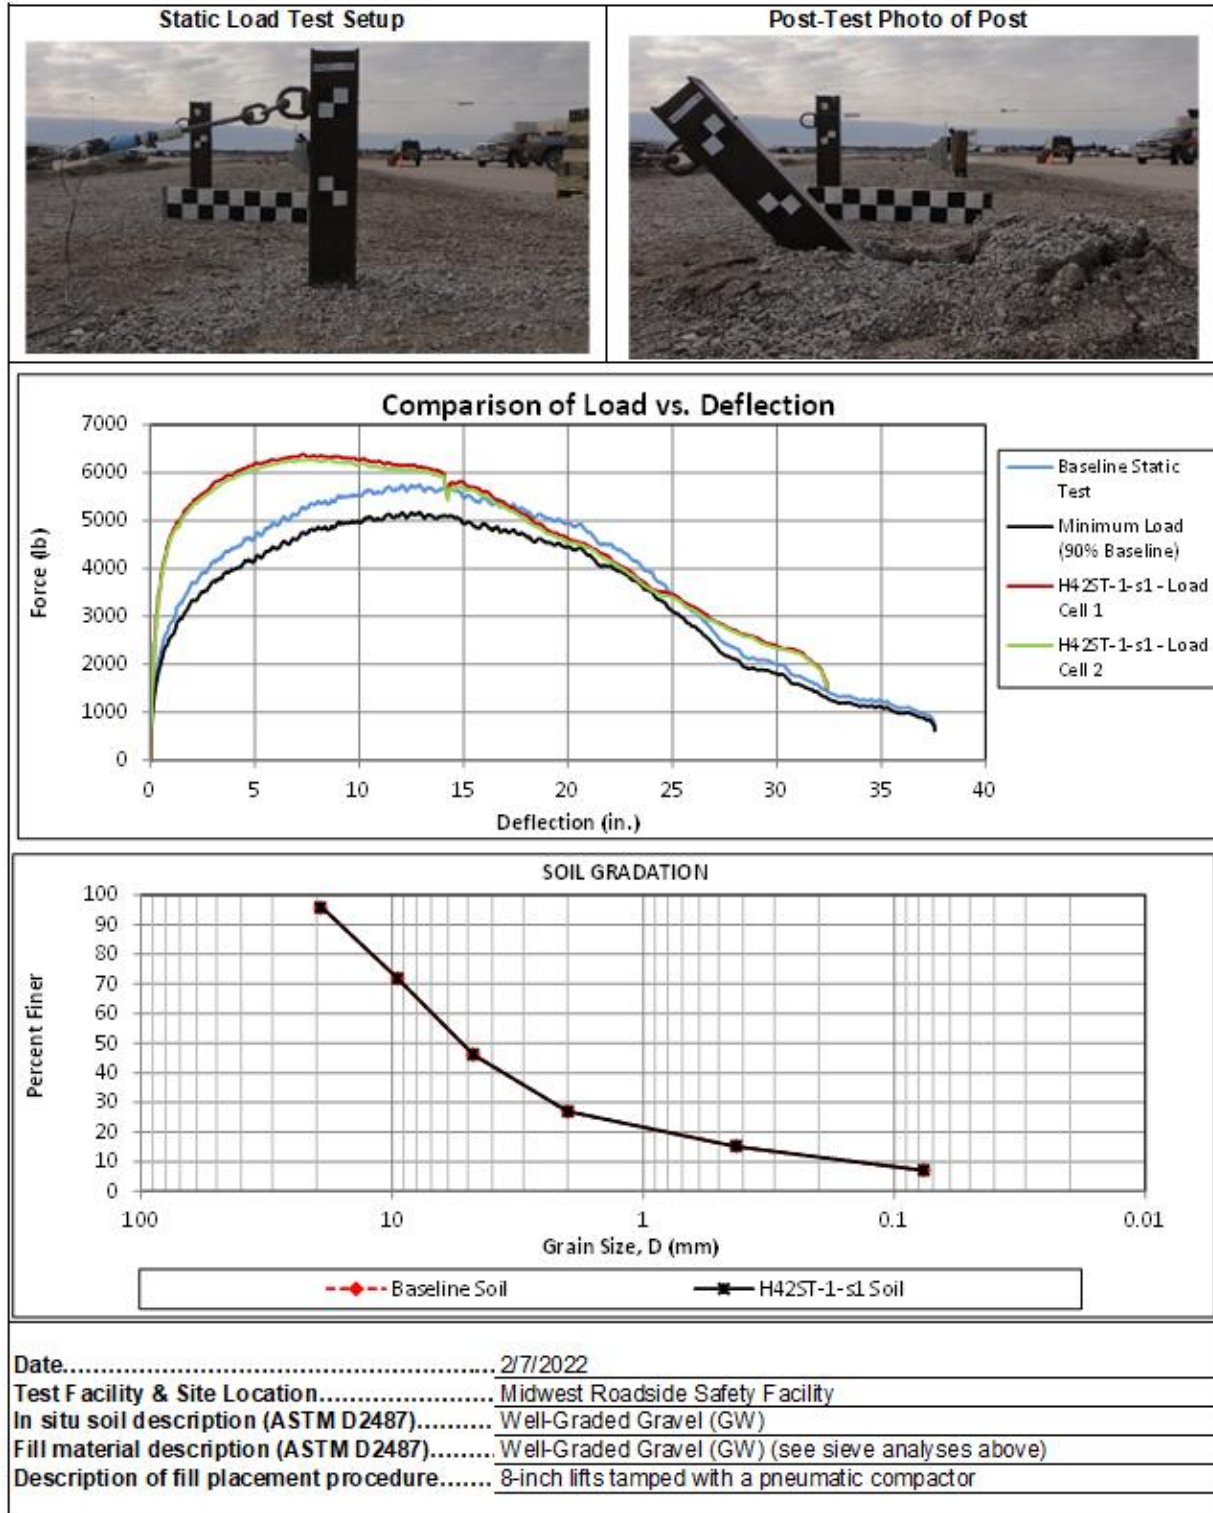 Static Load Test Setup
Post-Test Photo of Post
Comparison of Load vs. Deflection
7000
6000
5000
4000
3000
2000
1000
0
Force (lb)
0 5 10 15 20 25 30 35 40
Deflection (in.)
Baseline Static
Test
Minimum Load
(90% Baseline)
H42ST-1-s1 - Load
Cell 1
H42ST-1-s1 - Load
Cell 2
SOIL GRADATION
100
90
80
70
60
50
40
30
20
10
0
Percent Finer
100 10 1 0.1 0.01
Grain Size, D (mm)
Baseline Soil
H42ST-1-s1 Soil
Date........................................................ 2/7/2022
Test Facility & Site Location....................... Midwest Roadside Safety Facility
In situ soil description (ASTM D2487).......... Well-Graded Gravel (GW)
Fill material description (ASTM D2487)........ Well-Graded Gravel (GW) (see sieve analyses above)
Description of fill placement procedure....... 8-inch lifts tamped with a pneumatic compactor